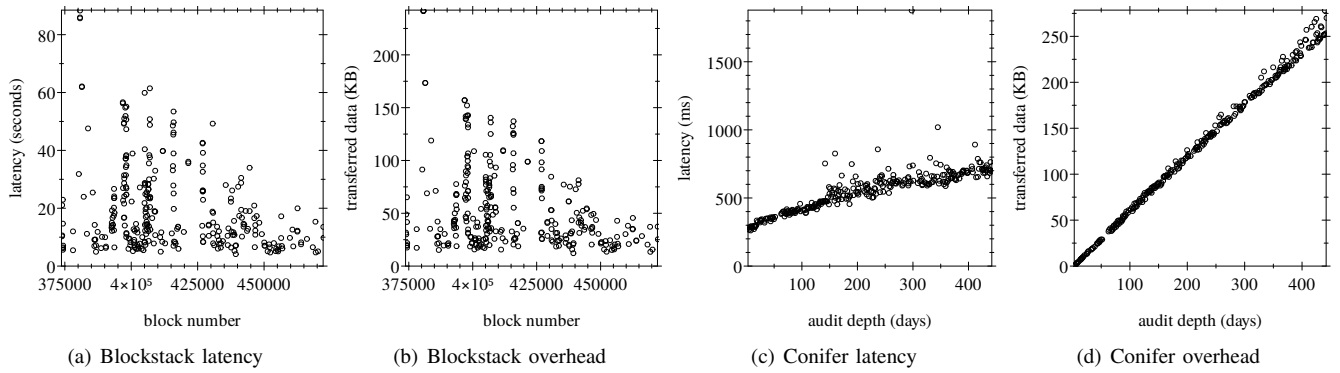 latency (seconds)
80
60
40
20
0
375000 4×10⁵ 425000 450000
block number
(a) Blockstack latency
transferred data (KB)
200
150
100
50
0
375000 4×10⁵ 425000 450000
block number
(b) Blockstack overhead
latency (ms)
1500
1000
500
0
100 200 300 400
audit depth (days)
(c) Conifer latency
transferred data (KB)
250
200
150
100
50
0
100 200 300 400
audit depth (days)
(d) Conifer overhead